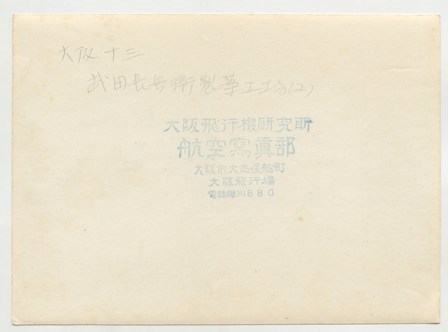 大阪 十三
武田長兵衛製薬工場(2)
大阪飛行機研究所
航空寫眞部
大阪市大正区船町
大阪飛行場
880